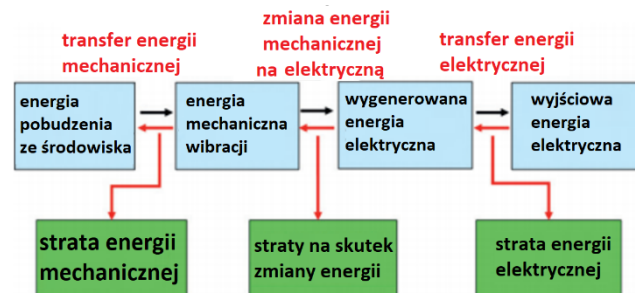 transfer energii
mechanicznej
zmiana energii
mechanicznej
na elektryczną
transfer energii
elektrycznej
energia
pobudzenia
ze środowiska
energia
mechaniczna
wibracji
wygenerowana
energia
elektryczna
wyjściowa
energia
elektryczna
strata energii
mechanicznej
straty na skutek
zmiany energii
strata energii
elektrycznej